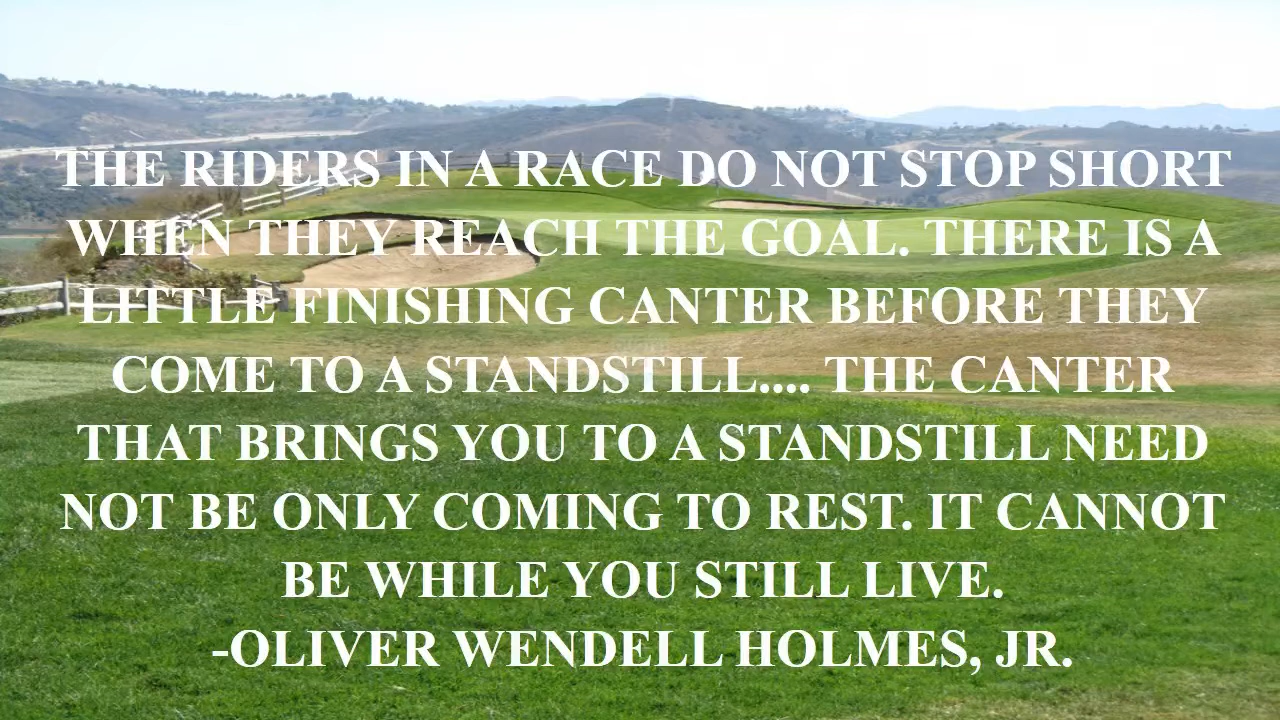 THE RIDERS IN A RACE DO NOT STOP SHORT
WHEN THEY REACH THE GOAL. THERE IS A
LITTLE FINISHING CANTER BEFORE THEY
COME TO A STANDSTILL.... THE CANTER
THAT BRINGS YOU TO A STANDSTILL NEED
NOT BE ONLY COMING TO REST. IT CANNOT
BE WHILE YOU STILL LIVE.
-OLIVER WENDELL HOLMES, JR.